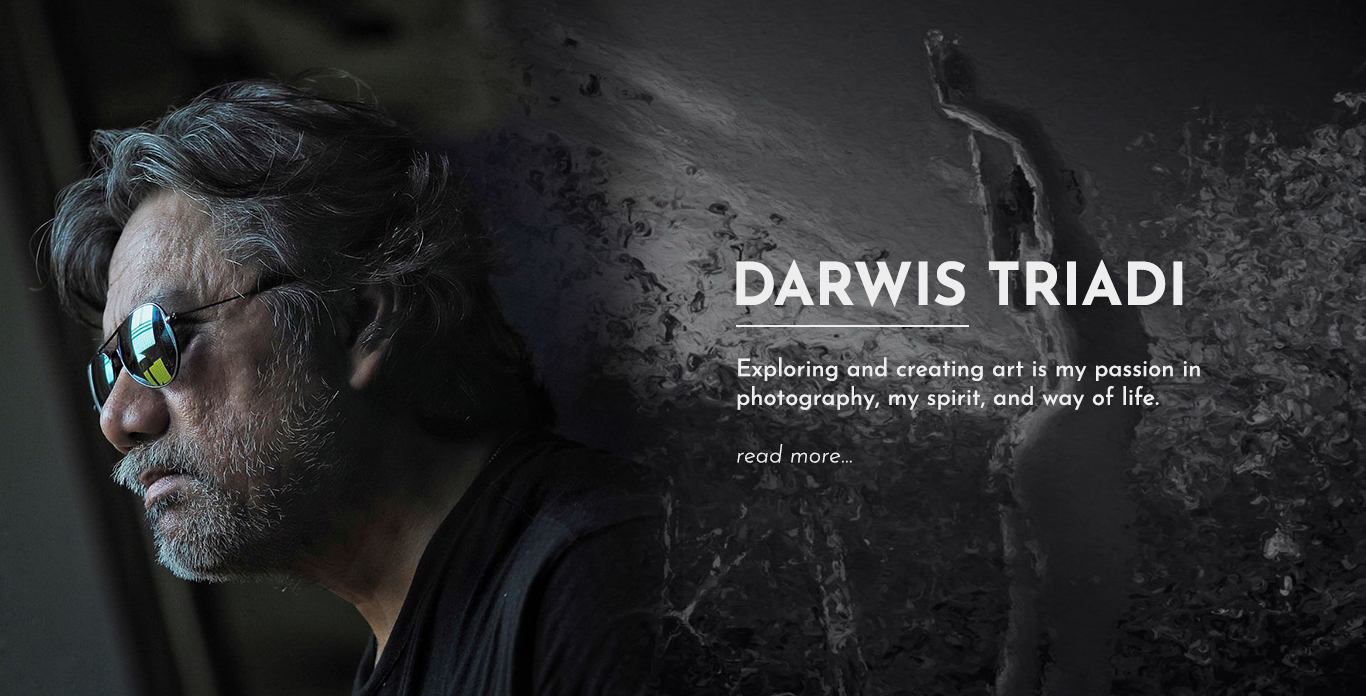 DARWIS TRIADI
Exploring and creating art is my passion in
photography, my spirit, and way of life.
read more...